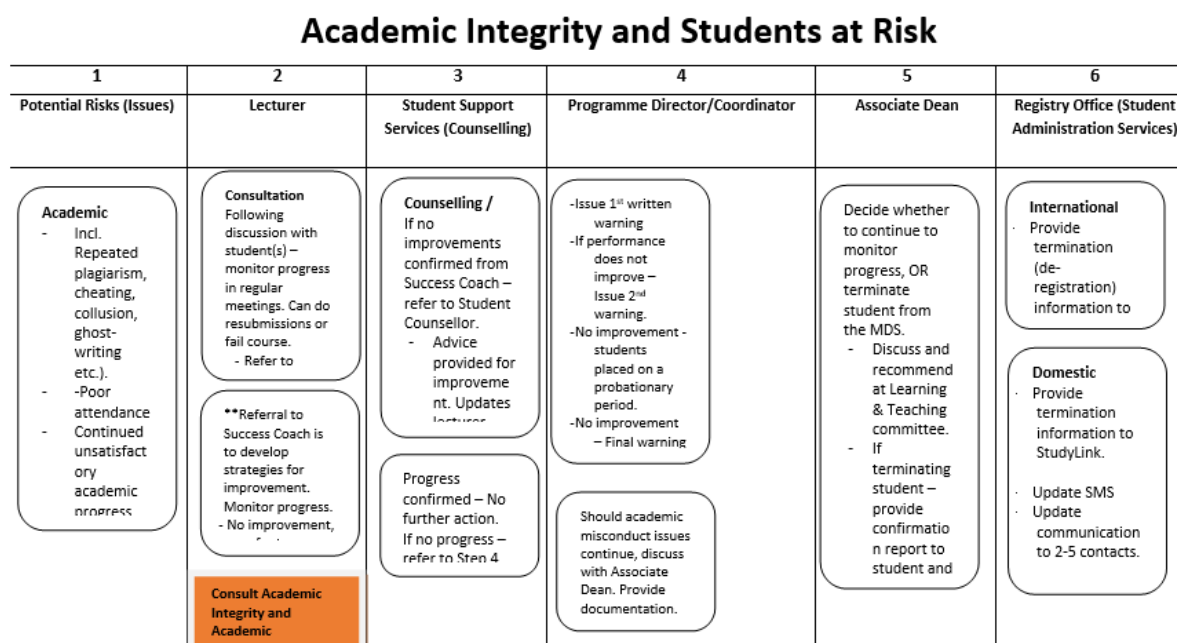 Academic Integrity and Students at Risk
1
2
3
4
5
6
Potential Risks (Issues)
Lecturer
Student Support
Services (Counselling)
Programme Director/Coordinator
Associate Dean
Registry Office (Student
Administration Services)
Academic
- Incl.
Repeated
plagiarism,
cheating,
collusion,
ghost-
writing
etc.).
- -Poor
attendance
- Continued
unsatisfact
ory
academic
progress
Consultation
Following
discussion with
student(s) –
monitor progress
in regular
meetings. Can do
resubmissions or
fail course.
- Refer to
**Referral to
Success Coach is
to develop
strategies for
improvement.
Monitor progress.
- No improvement,
Consult Academic
Integrity and
Academic
Counselling /
If no
improvements
confirmed from
Success Coach –
refer to Student
Counsellor.
- Advice
provided for
improveme
nt. Updates
lecturer
Progress
confirmed – No
further action.
If no progress –
refer to Step 4
-Issue 1st written
warning
-If performance
does not
improve –
Issue 2nd
warning.
-No improvement -
students
placed on a
probationary
period.
-No improvement
– Final warning
Should academic
misconduct issues
continue, discuss
with Associate
Dean. Provide
documentation.
Decide whether
to continue to
monitor
progress, OR
terminate
student from
the MDS.
- Discuss and
recommend
at Learning
& Teaching
committee.
- If
terminating
student –
provide
confirmatio
n report to
student and
International
· Provide
termination
(de-
registration)
information to
Domestic
· Provide
termination
information to
StudyLink.
· Update SMS
· Update
communication
to 2-5 contacts.